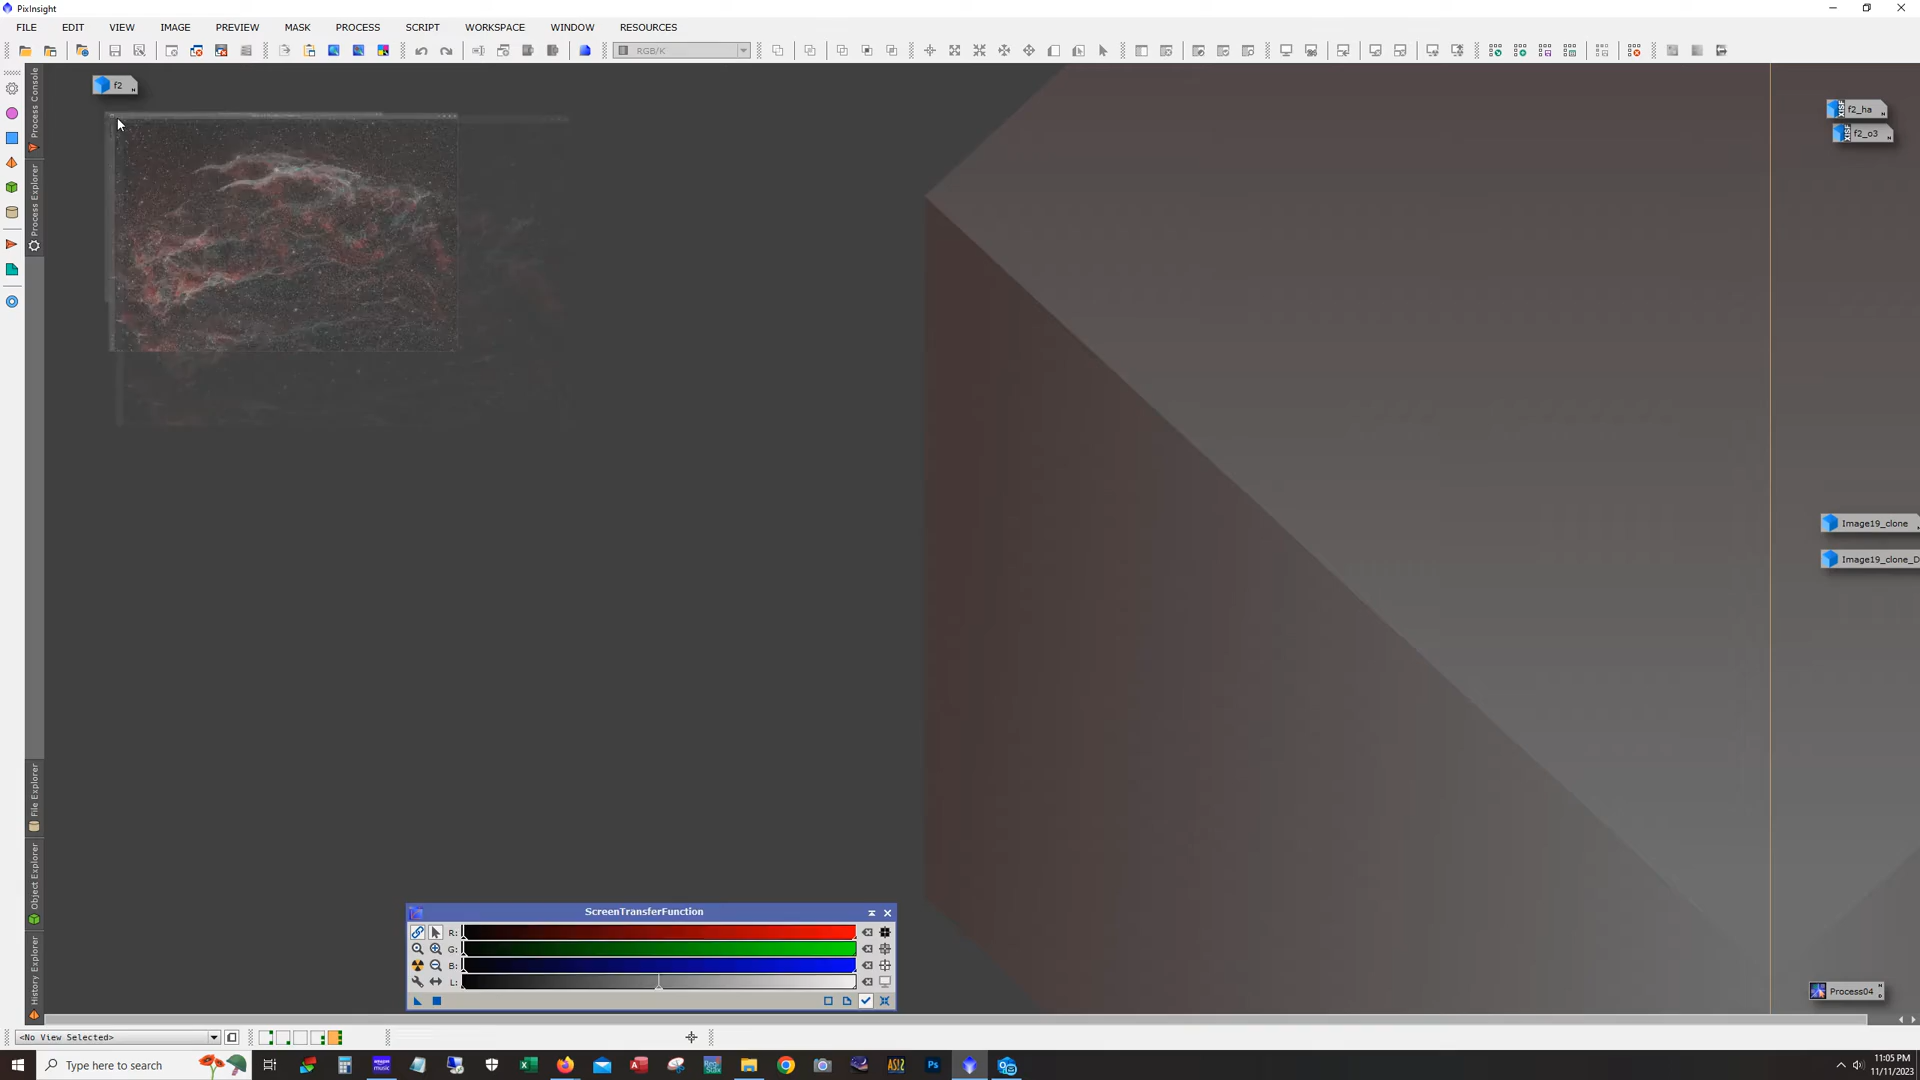 PixInsight
FILE EDIT VIEW IMAGE PREVIEW MASK PROCESS SCRIPT WORKSPACE WINDOW RESOURCES
RGB/K
Process Console
Process Explorer
File Explorer
Object Explorer
History Explorer
f2
f2_ha
f2_o3
Image19_clone
Image19_clone_D
Process04
ScreenTransferFunction
R:
G:
B:
L:
<No View Selected>
Type here to search
11:05 PM
11/11/2023